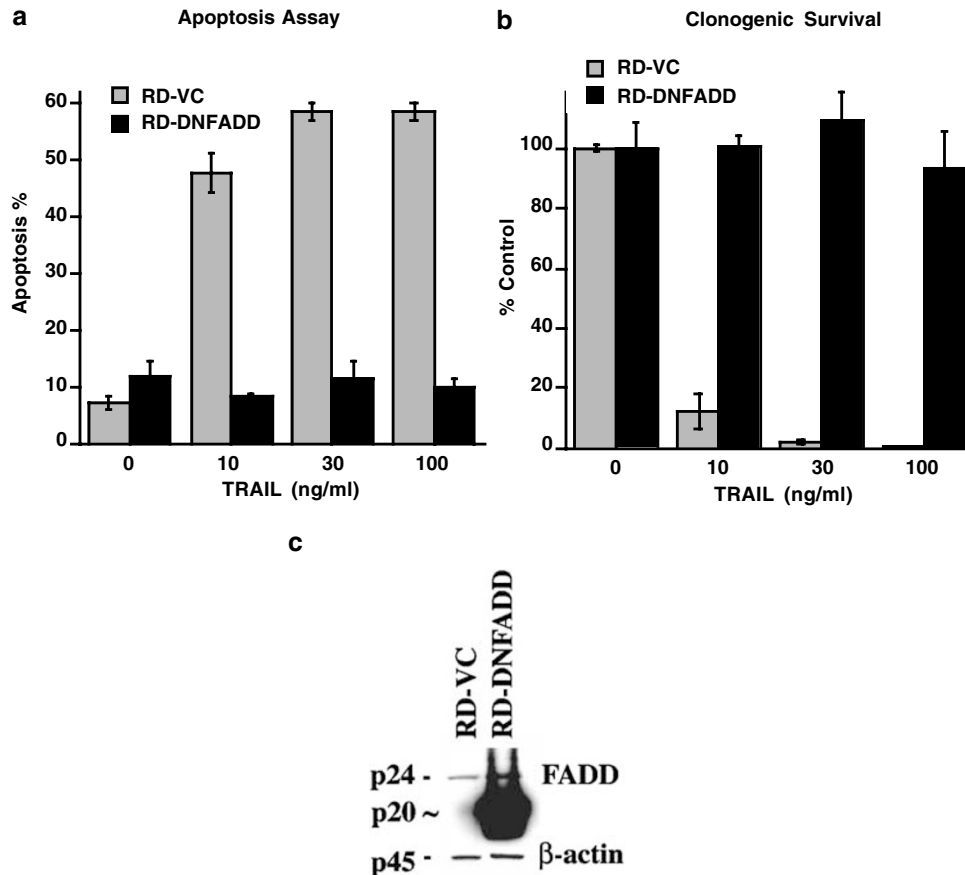 a
Apoptosis Assay
RD-VC
RD-DNFADD
60
50
40
30
20
10
0
Apoptosis %
0 10 30 100
TRAIL (ng/ml)
b
Clonogenic Survival
RD-VC
RD-DNFADD
100
80
60
40
20
0
% Control
0 10 30 100
TRAIL (ng/ml)
c
RD-VC
RD-DNFADD
p24 - FADD
p20 ~
p45 - β-actin